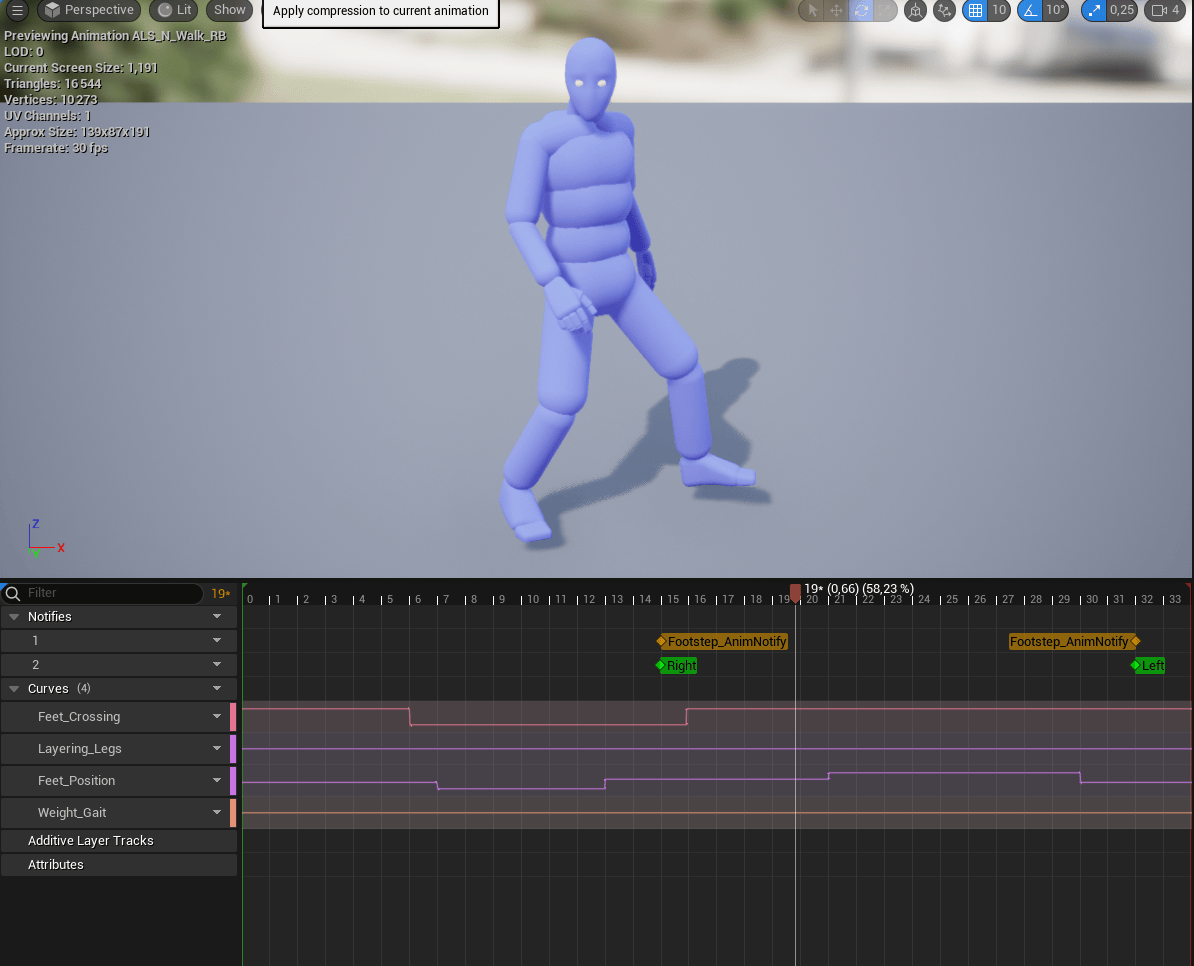 Perspective Lit Show Apply compression to current animation 10 10° 0,25 4
Previewing Animation ALS_N_Walk_RB
LOD: 0
Current Screen Size: 1,191
Triangles: 16 544
Vertices: 10 273
UV Channels: 1
Approx Size: 139x87x191
Framerate: 30 fps
Z
X
Y
Filter 19*
19* (0,66) (58,23 %)
0 1 2 3 4 5 6 7 8 9 10 11 12 13 14 15 16 17 18 19 20 21 22 23 24 25 26 27 28 29 30 31 32 33
Notifies
1 Footstep_AnimNotify Footstep_AnimNotify
2 Right Left
Curves (4)
Feet_Crossing
Layering_Legs
Feet_Position
Weight_Gait
Additive Layer Tracks
Attributes